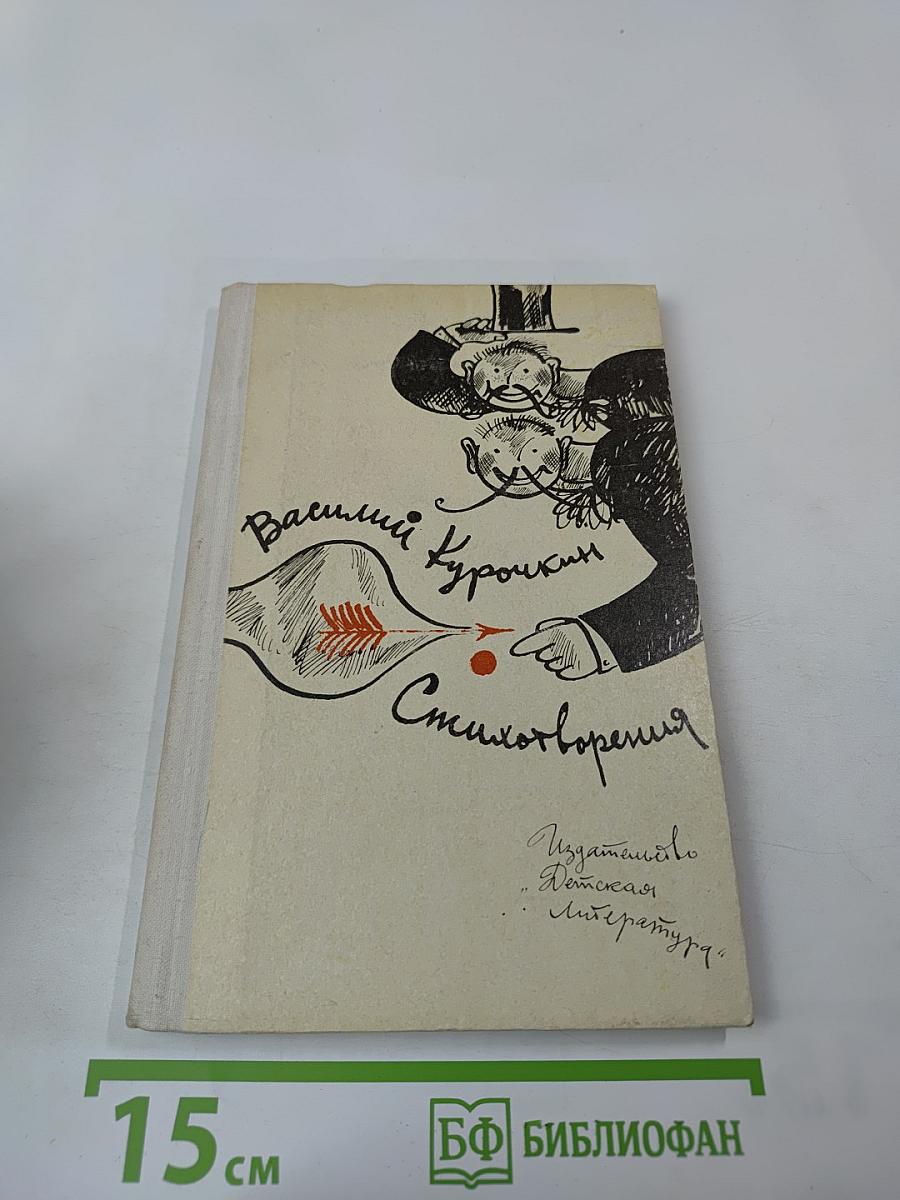 Василий Курочкин
Стихотворения
Издательство
„Детская
Литература“
15 см
БФ БИБЛИОФАН